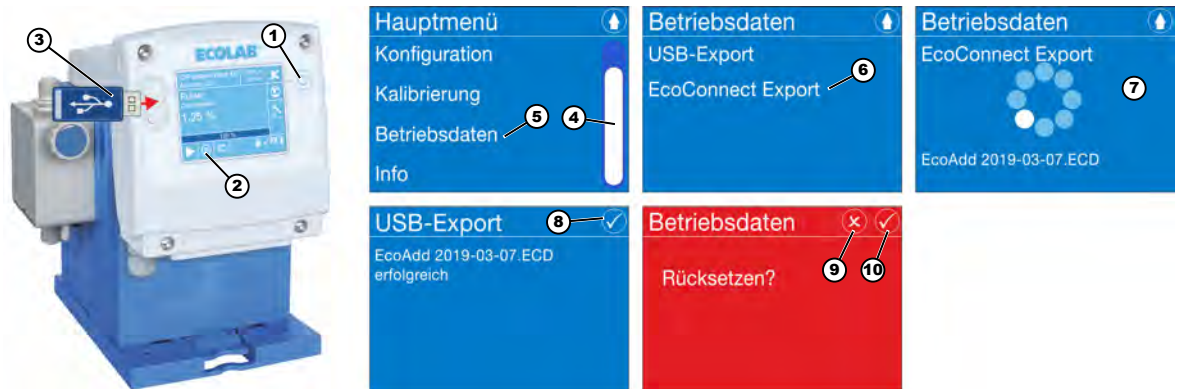 3
1
ECOLAB
1.25 %
2
Hauptmenü
Konfiguration
Kalibrierung
Betriebsdaten
5
4
Info
Betriebsdaten
USB-Export
6
EcoConnect Export
Betriebsdaten
EcoConnect Export
7
EcoAdd 2019-03-07.ECD
USB-Export
8
EcoAdd 2019-03-07.ECD
erfolgreich
Betriebsdaten
9
10
Rücksetzen?